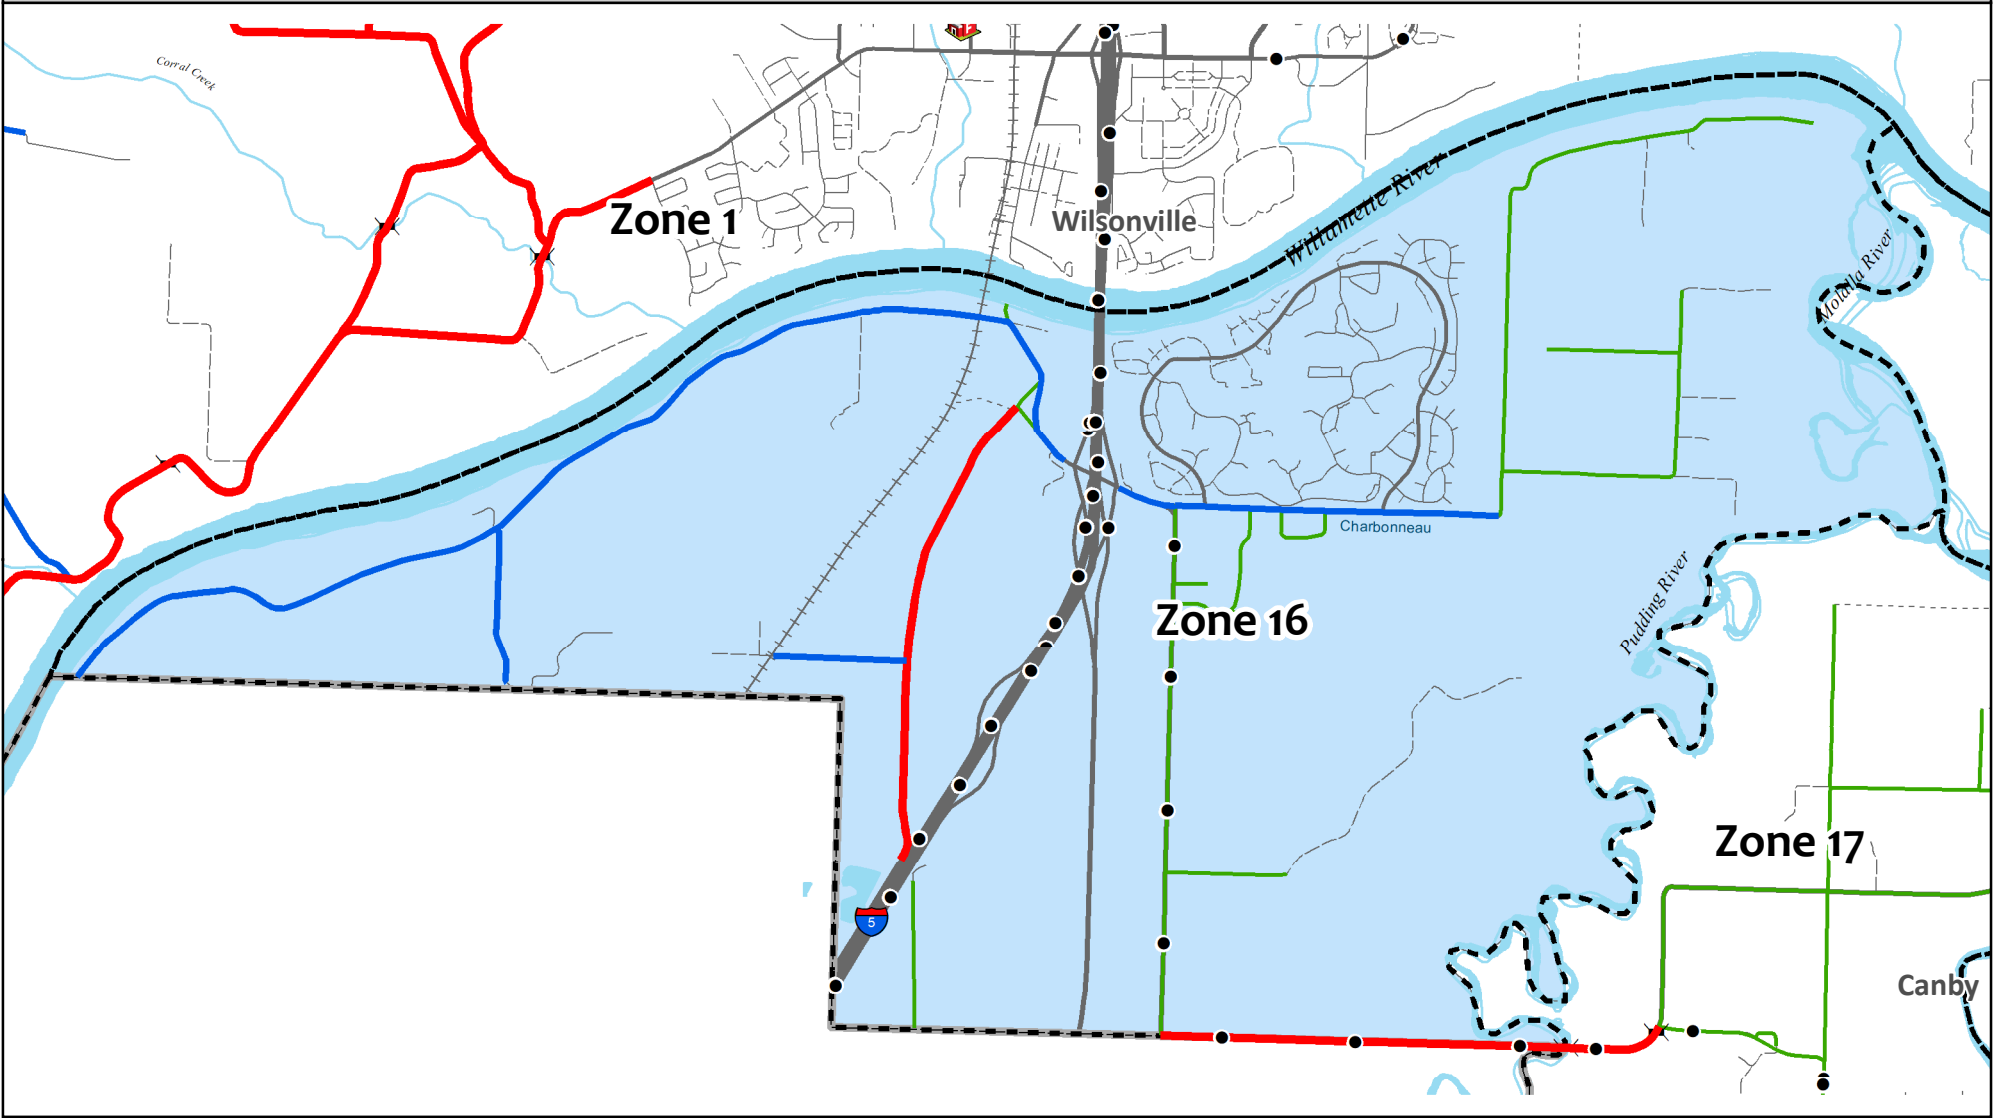 Corral Creek
Zone 1
Wilsonville
Willamette River
Molalla River
Charbonneau
Pudding River
Zone 16
Zone 17
5
Canby